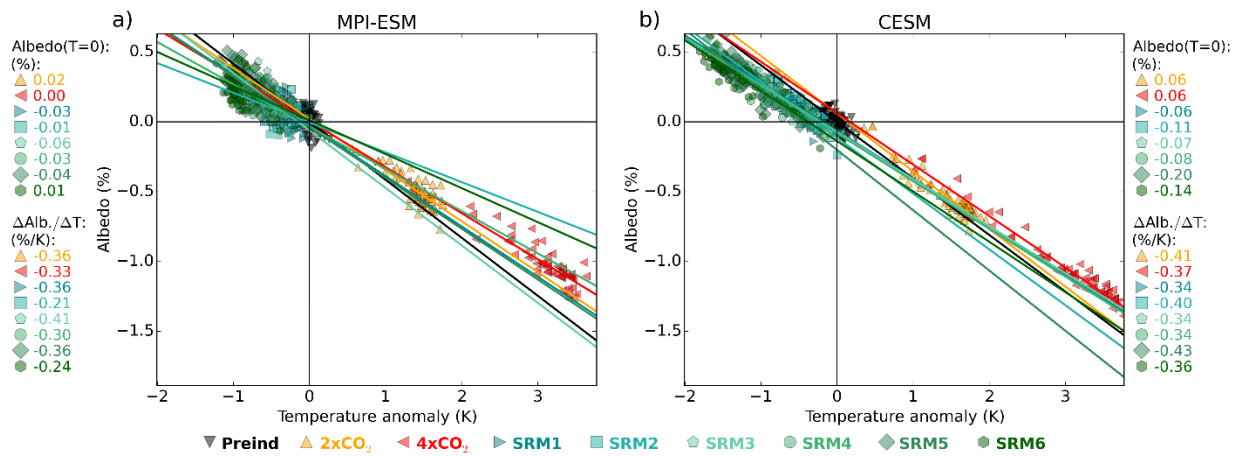 a) MPI-ESM
b) CESM
Albedo(T=0):
(%):
0.02
0.00
-0.03
-0.01
-0.06
-0.03
-0.04
0.01
ΔAlb./ΔT:
(%/K):
-0.36
-0.33
-0.36
-0.21
-0.41
-0.30
-0.36
-0.24
Albedo (%)
0.5
0.0
−0.5
−1.0
−1.5
−2 −1 0 1 2 3
Temperature anomaly (K)
Albedo (%)
0.5
0.0
−0.5
−1.0
−1.5
−2 −1 0 1 2 3
Temperature anomaly (K)
Albedo(T=0):
(%):
0.06
0.06
-0.06
-0.11
-0.07
-0.08
-0.20
-0.14
ΔAlb./ΔT:
(%/K):
-0.41
-0.37
-0.34
-0.40
-0.34
-0.34
-0.43
-0.36
Preind 2xCO₂ 4xCO₂ SRM1 SRM2 SRM3 SRM4 SRM5 SRM6